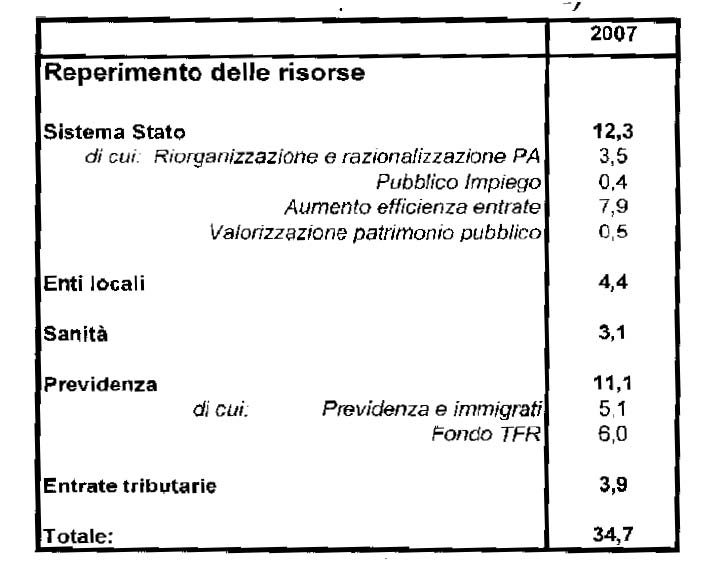 2007
Reperimento delle risorse
Sistema Stato 12,3
di cui: Riorganizzazione e razionalizzazione PA 3,5
Pubblico Impiego 0,4
Aumento efficienza entrate 7,9
Valorizzazione patrimonio pubblico 0,5
Enti locali 4,4
Sanità 3,1
Previdenza 11,1
di cui: Previdenza e immigrati 5,1
Fondo TFR 6,0
Entrate tributarie 3,9
Totale: 34,7